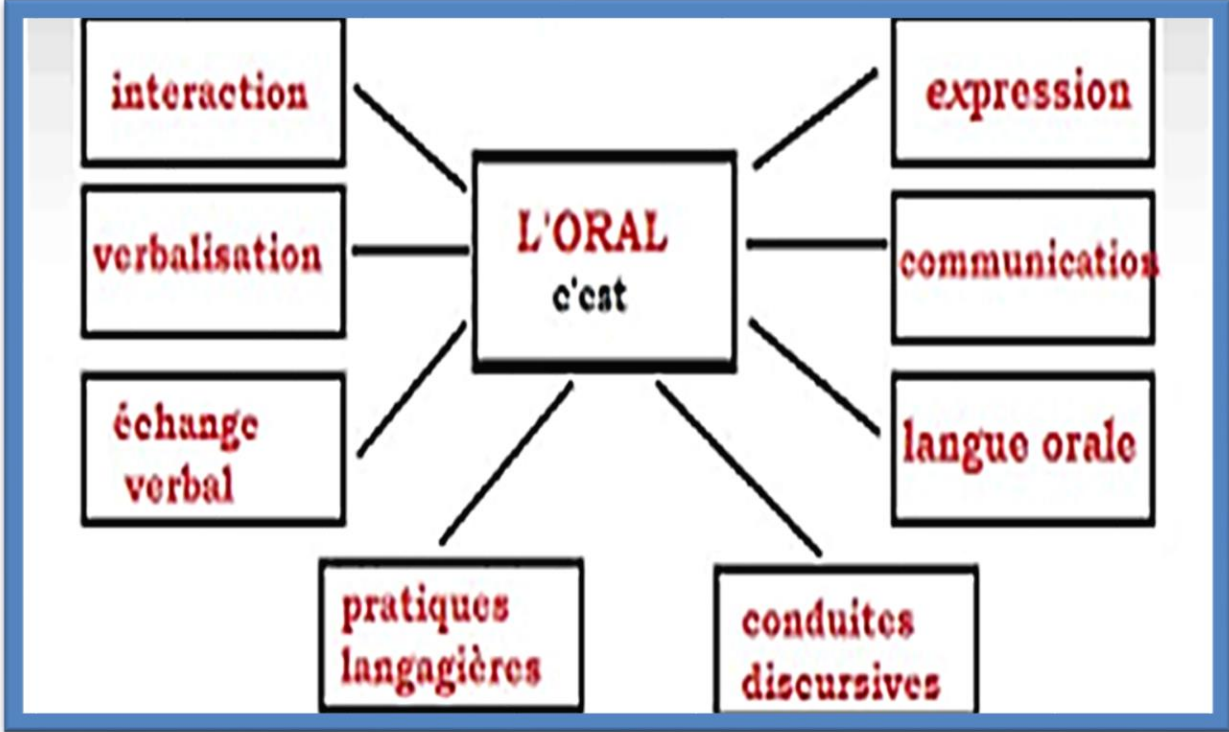 interaction
expression
L'ORAL
c'est
verbalisation
communication
échange
verbal
langue orale
pratiques
langagières
conduites
discursives